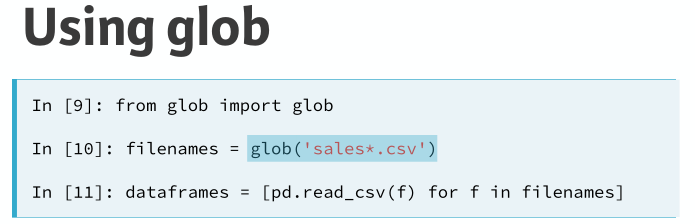 Using glob
In [9]: from glob import glob
In [10]: filenames = glob('sales*.csv')
In [11]: dataframes = [pd.read_csv(f) for f in filenames]